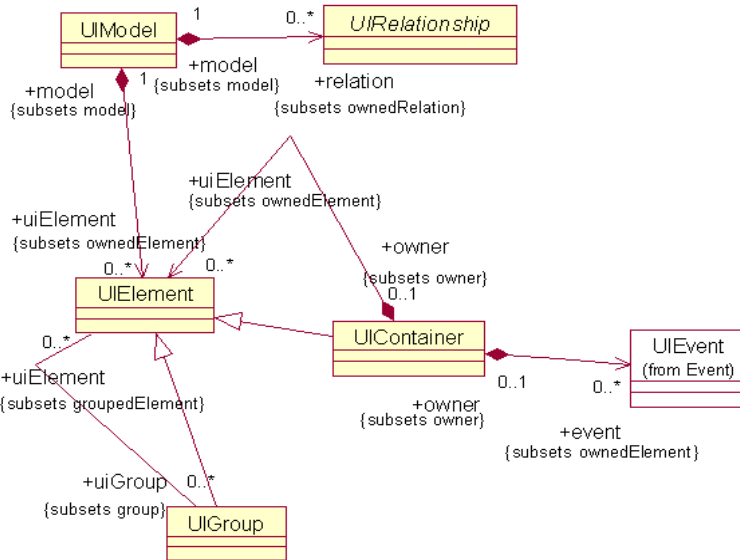 1
0..*
UIModel
UIRelationship
+model
{subsets model}
+relation
{subsets ownedRelation}
1
+model
{subsets model}
+uiElement
{subsets ownedElement}
+uiElement
{subsets ownedElement}
+owner
{subsets owner}
0..*
0..*
0..1
UIElement
UIContainer
UIEvent
(from Event)
0..*
0..1
0..*
+uiElement
{subsets groupedElement}
+owner
{subsets owner}
+event
{subsets ownedElement}
+uiGroup
0..*
{subsets group}
UIGroup